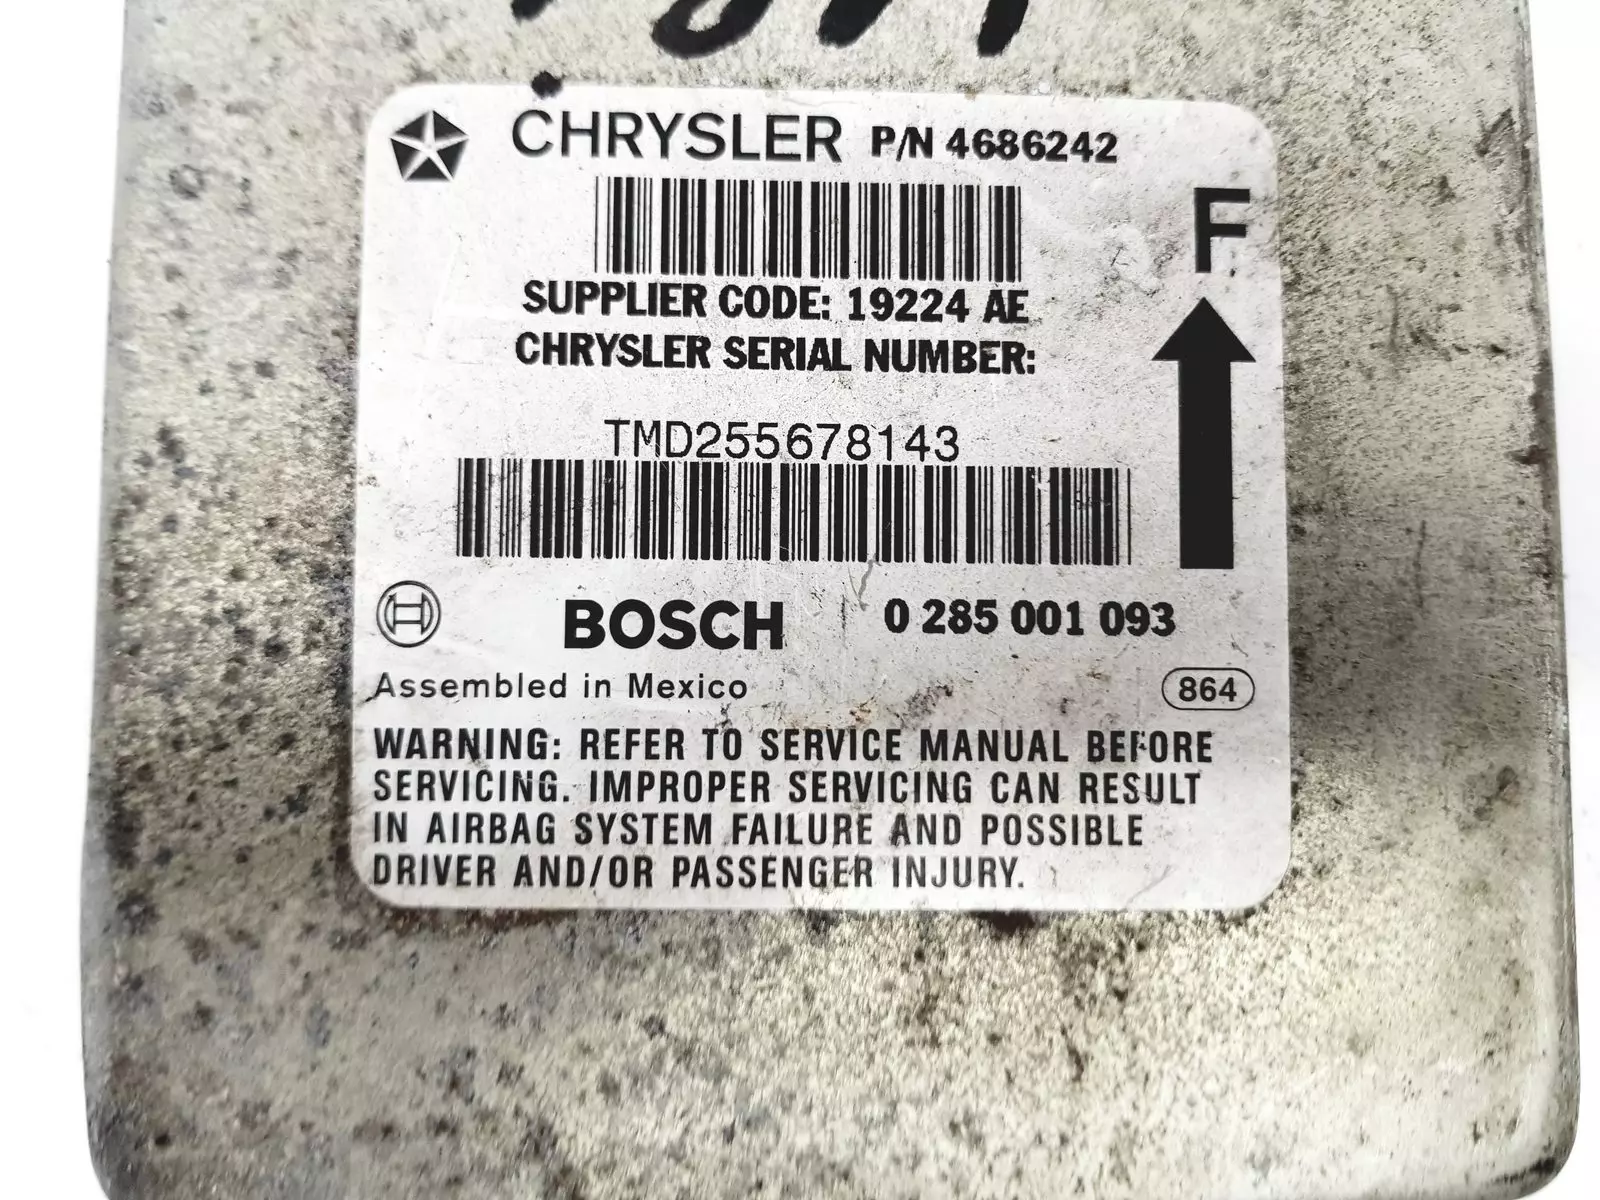 CHRYSLER P/N 4686242
F
SUPPLIER CODE: 19224 AE
CHRYSLER SERIAL NUMBER:
TMD255678143
BOSCH 0 285 001 093
Assembled in Mexico 864
WARNING: REFER TO SERVICE MANUAL BEFORE
SERVICING. IMPROPER SERVICING CAN RESULT
IN AIRBAG SYSTEM FAILURE AND POSSIBLE
DRIVER AND/OR PASSENGER INJURY.